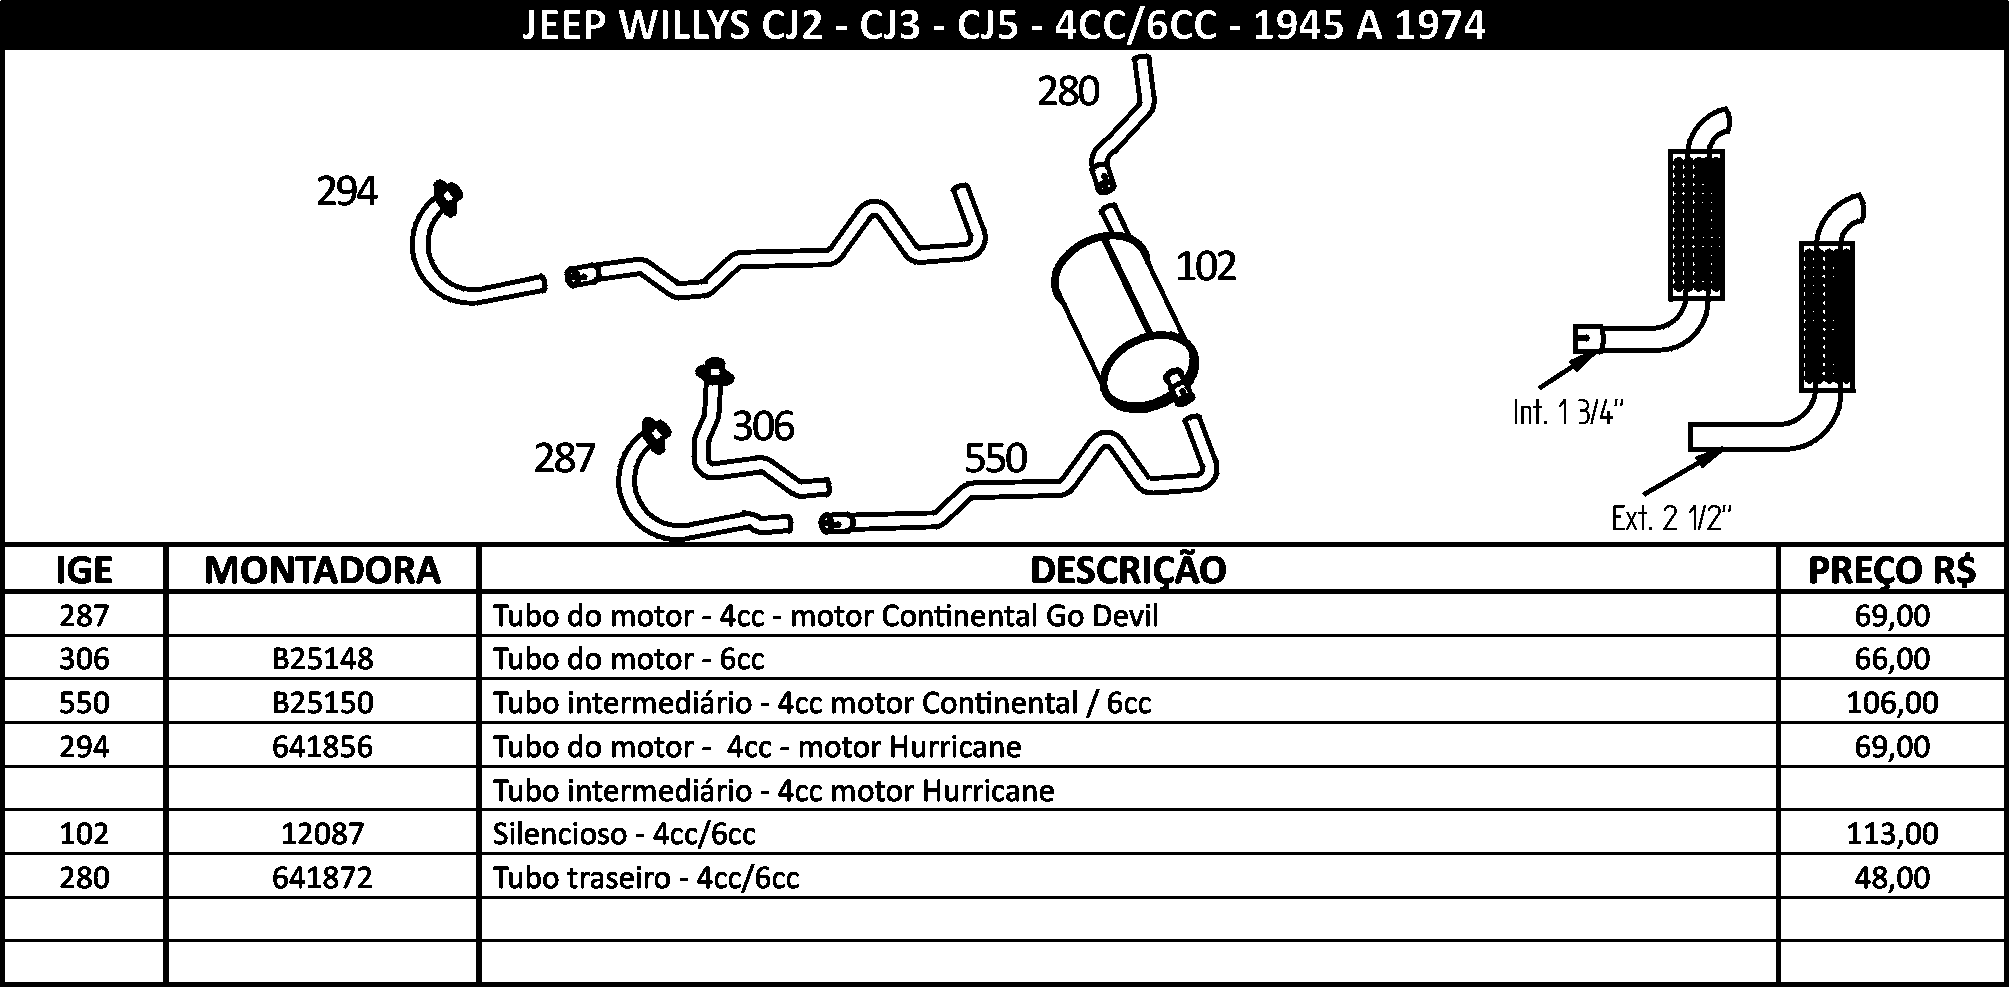 JEEP WILLYS CJ2 - CJ3 - CJ5 - 4CC/6CC - 1945 A 1974
280
294
102
Int. 1 3/4"
306
287
550
Ext. 2 1/2"
IGE MONTADORA DESCRIÇÃO PREÇO R$
287 Tubo do motor - 4cc - motor Continental Go Devil 69,00
306 B25148 Tubo do motor - 6cc 66,00
550 B25150 Tubo intermediário - 4cc motor Continental / 6cc 106,00
294 641856 Tubo do motor - 4cc - motor Hurricane 69,00
Tubo intermediário - 4cc motor Hurricane
102 12087 Silencioso - 4cc/6cc 113,00
280 641872 Tubo traseiro - 4cc/6cc 48,00